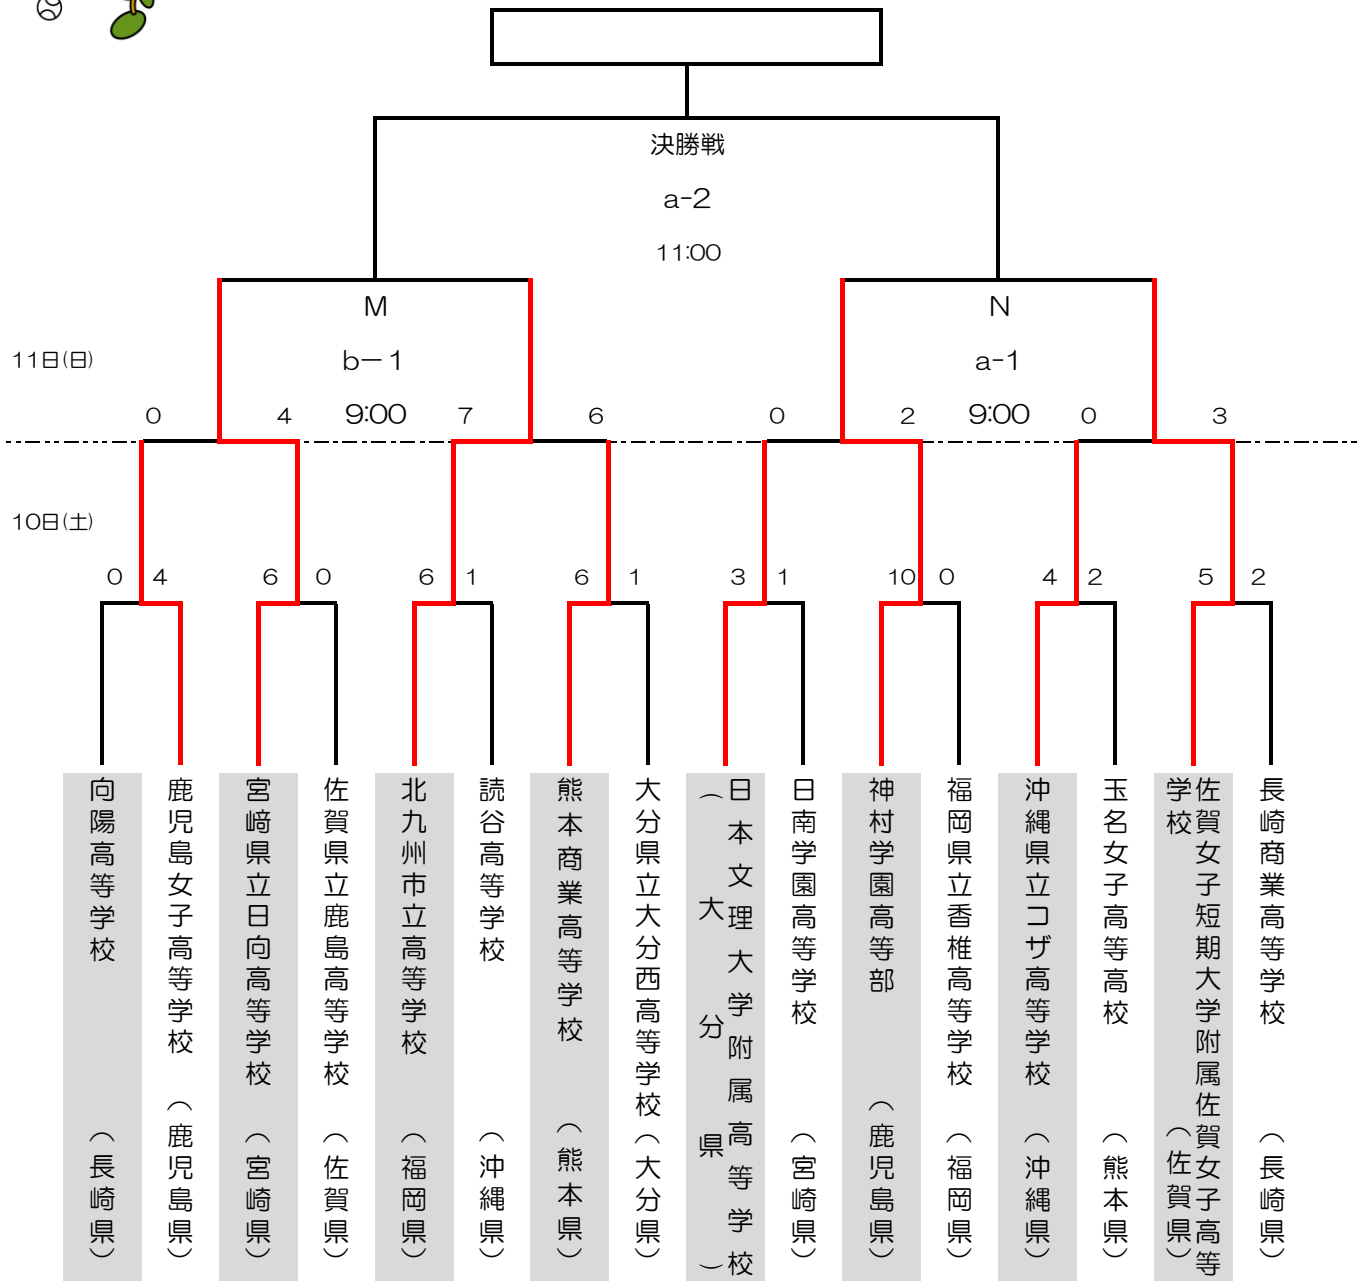 決勝戦
a-2
11:00
M
N
11日(日)
b－1
a-1
0 4 9:00 7 6 0 2 9:00 0 3
10日(土)
0 4 6 0 6 1 6 1 3 1 10 0 4 2 5 2
向陽高等学校 （長崎県）
鹿児島女子高等学校 （鹿児島県）
宮崎県立日向高等学校 （宮崎県）
佐賀県立鹿島高等学校 （佐賀県）
北九州市立高等学校 （福岡県）
読谷高等学校 （沖縄県）
熊本商業高等学校 （熊本県）
大分県立大分西高等学校（大分県）
日本文理大学附属高等学校
（大分県）
日南学園高等学校 （宮崎県）
神村学園高等部 （鹿児島県）
福岡県立香椎高等学校 （福岡県）
沖縄県立コザ高等学校 （沖縄県）
玉名女子高等高校 （熊本県）
佐賀女子短期大学附属佐賀女子高等
学校 （佐賀県）
長崎商業高等学校 （長崎県）